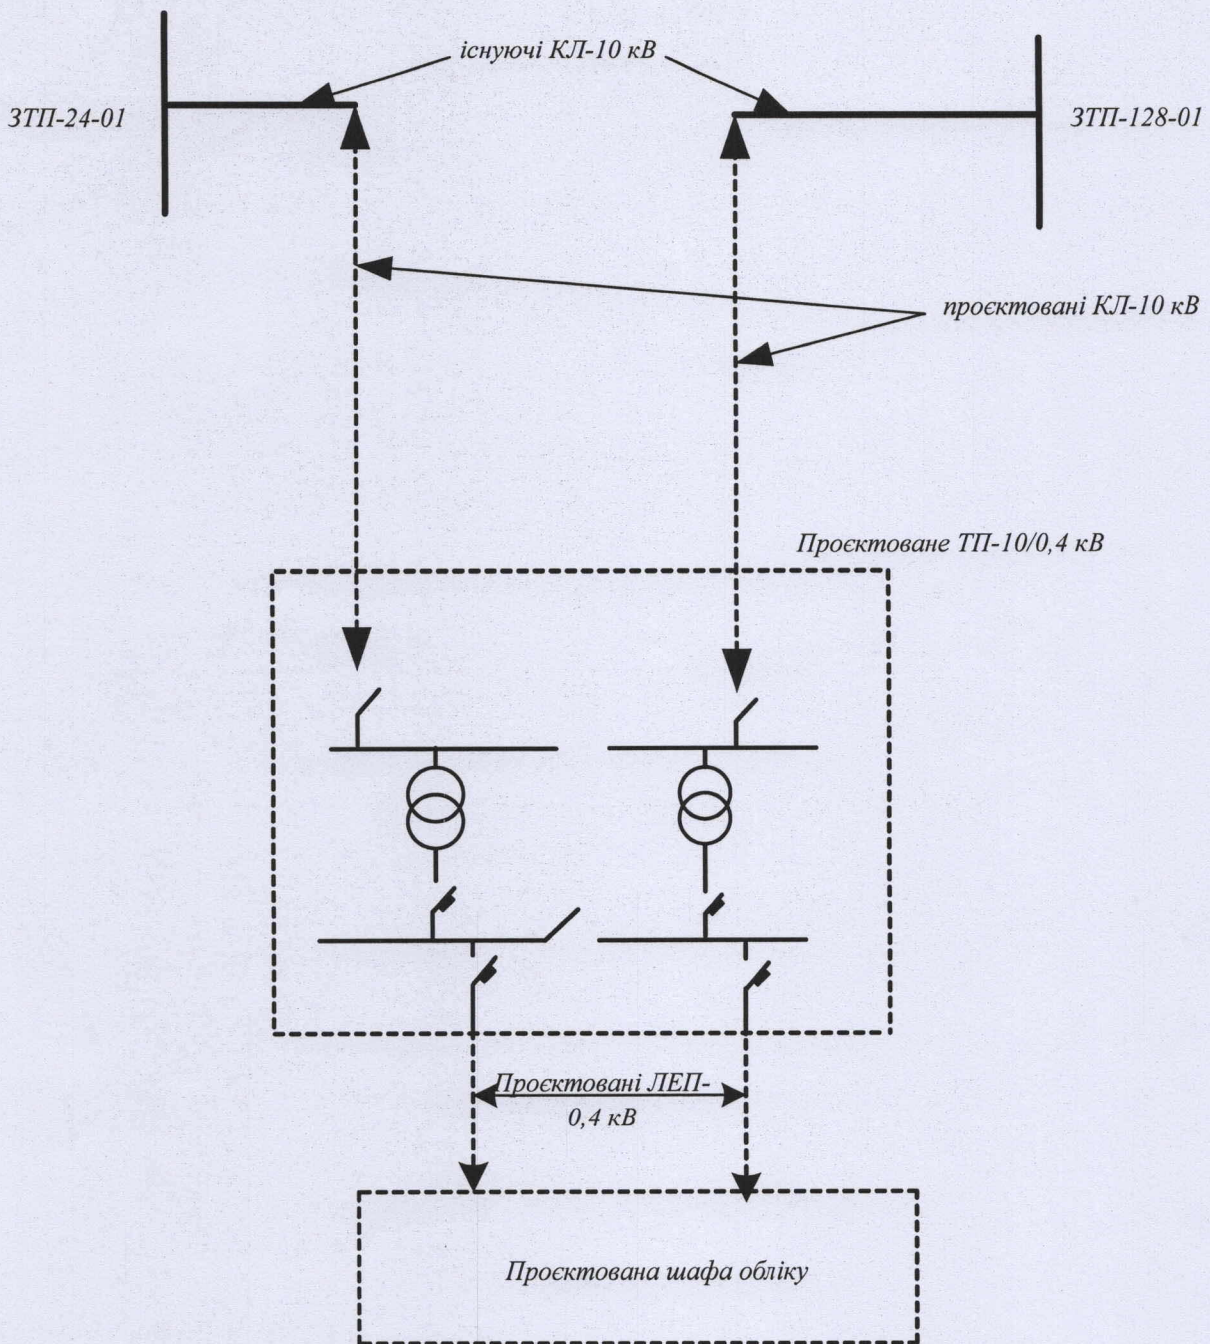 існуючі КЛ-10 кВ
ЗТП-24-01
ЗТП-128-01
проєктовані КЛ-10 кВ
Проєктоване ТП-10/0,4 кВ
Проєктовані ЛЕП-
0,4 кВ
Проєктована шафа обліку